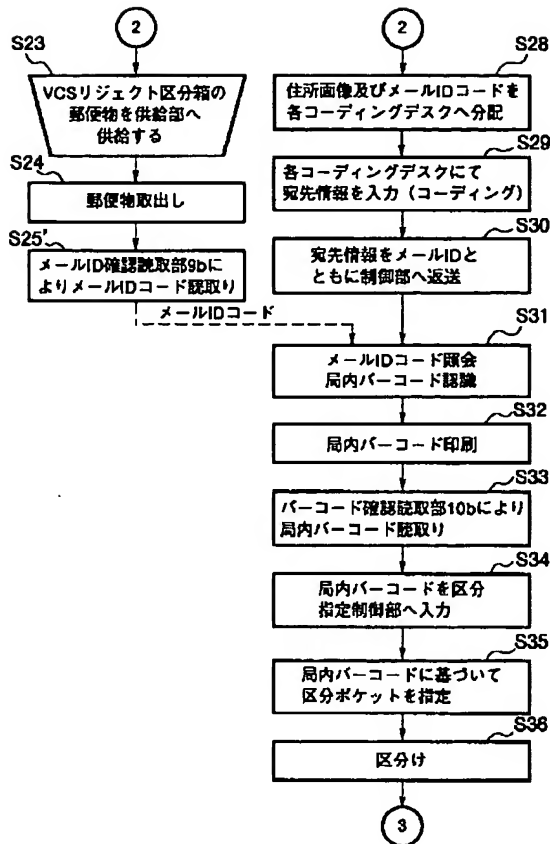 2
S23
VCSリジェクト区分箱の
郵便物を供給部へ
供給する
S24
郵便物取出し
S25'
メールID確認読取部9bに
よりメールIDコード読取り
メールIDコード
2
S28
住所画像及びメールIDコードを
各コーディングデスクへ分配
S29
各コーディングデスクにて
宛先情報を入力（コーディング）
S30
宛先情報をメールIDと
ともに制御部へ返送
S31
メールIDコード照会
局内バーコード認識
S32
局内バーコード印刷
S33
バーコード確認読取部10bにより
局内バーコード読取り
S34
局内バーコードを区分
指定制御部へ入力
S35
局内バーコードに基づいて
区分ポケットを指定
S36
区分け
3